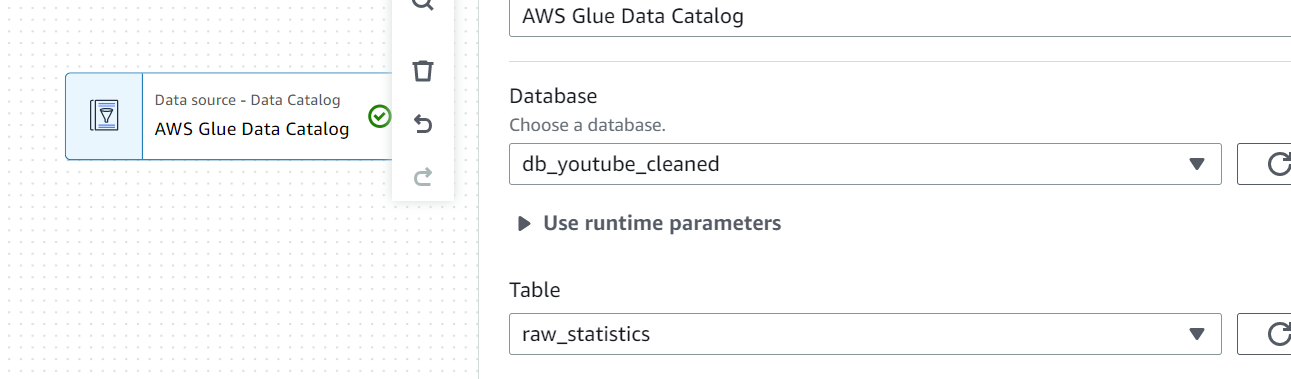 Data source - Data Catalog
AWS Glue Data Catalog
AWS Glue Data Catalog
Database
Choose a database.
db_youtube_cleaned
Use runtime parameters
Table
raw_statistics